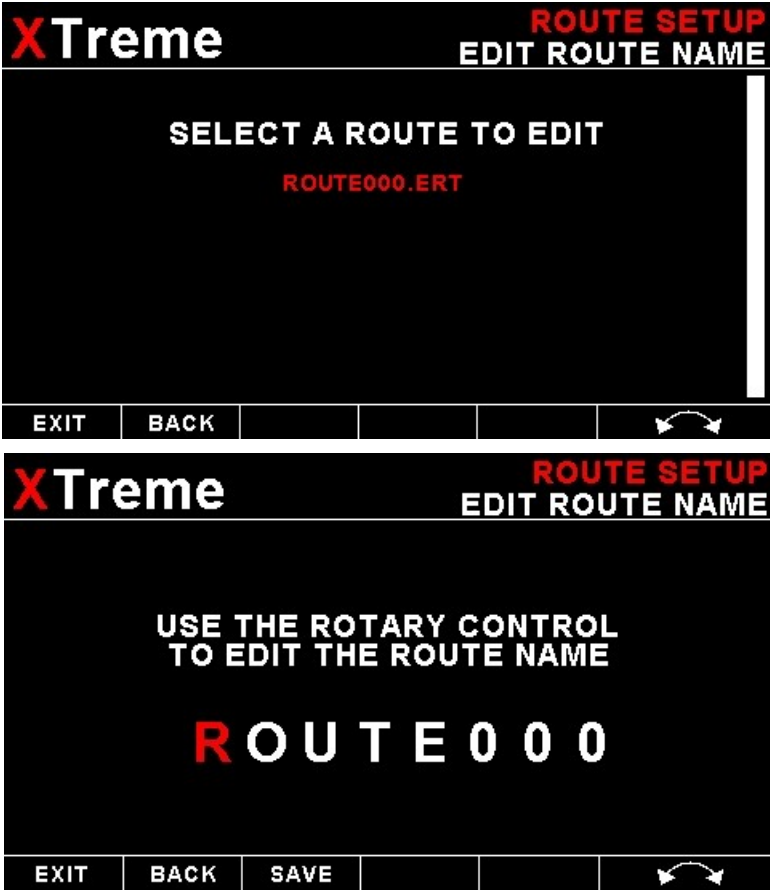 XTreme
ROUTE SETUP
EDIT ROUTE NAME
SELECT A ROUTE TO EDIT
ROUTE000.ERT
EXIT BACK
XTreme
ROUTE SETUP
EDIT ROUTE NAME
USE THE ROTARY CONTROL
TO EDIT THE ROUTE NAME
ROUTE000
EXIT BACK SAVE